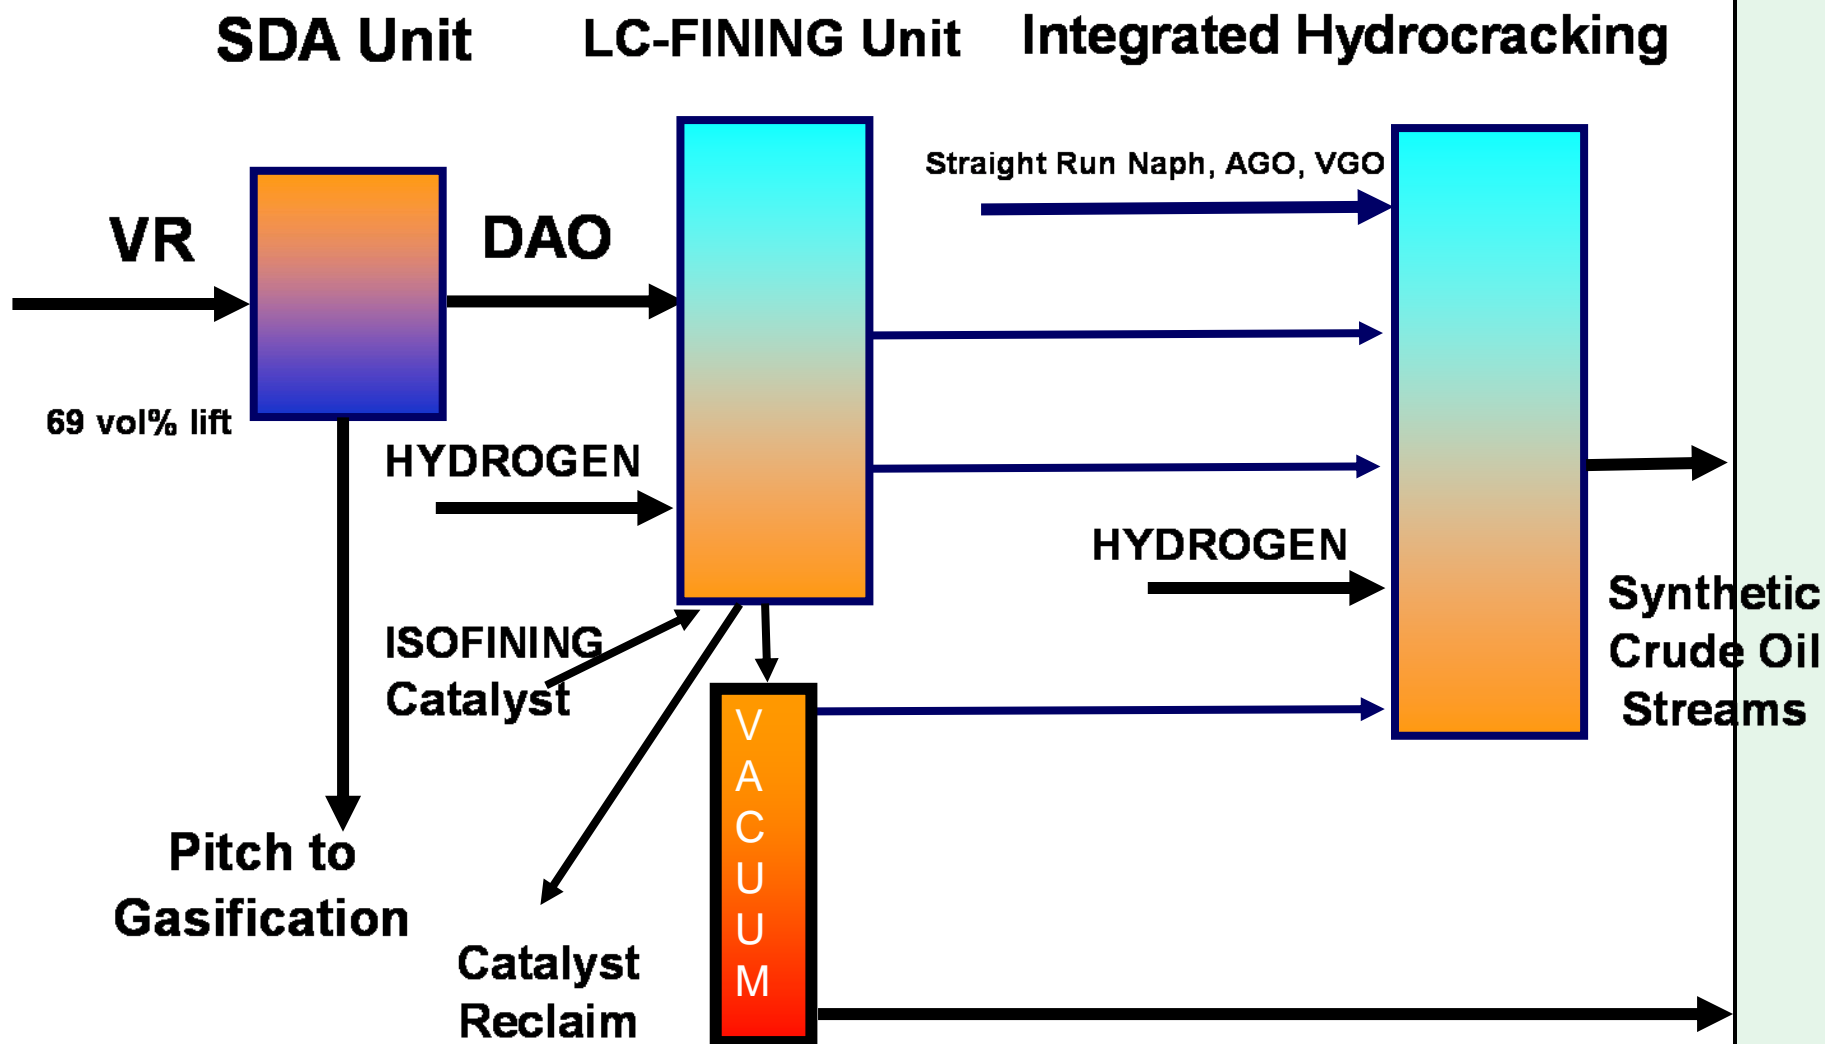 SDA Unit
LC-FINING Unit
Integrated Hydrocracking
Straight Run Naph, AGO, VGO
VR
DAO
69 vol% lift
HYDROGEN
HYDROGEN
ISOFINING
Catalyst
Synthetic
Crude Oil
Streams
V
A
C
U
U
M
Pitch to
Gasification
Catalyst
Reclaim